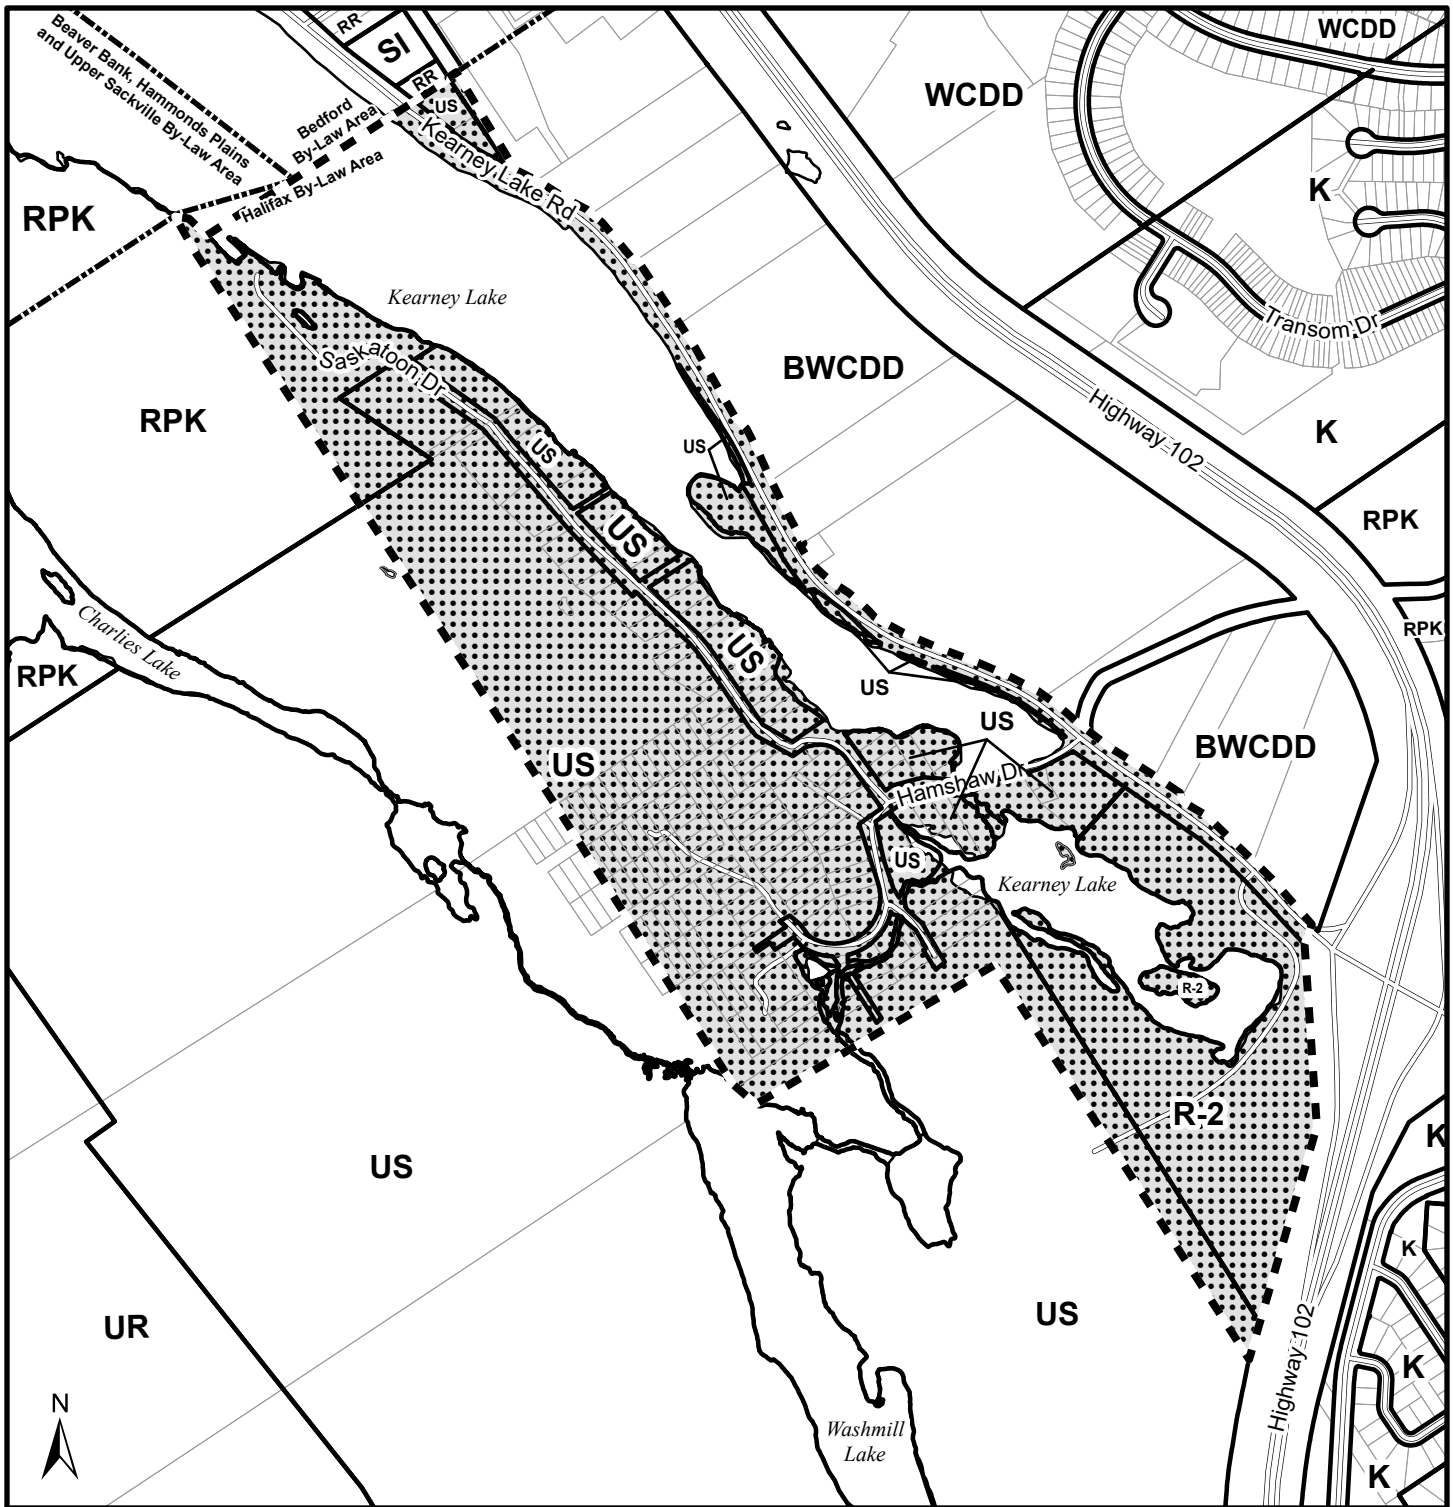 RR
SI
RR
US
WCDD
WCDD
Beaver Bank, Hammonds Plains
and Upper Sackville By-Law Area
Bedford
By-Law Area
Halifax By-Law Area
Kearney Lake Rd
K
RPK
Kearney Lake
Transom Dr
Saskatoon Dr
BWCDD
RPK
Highway 102
K
US
US
RPK
US
Charlies Lake
RPK
US
RPK
US
US
US
BWCDD
Hamshaw Dr
US
Kearney Lake
R-2
R-2
K
US
K
US
UR
Highway 102
K
N
Washmill
Lake
K